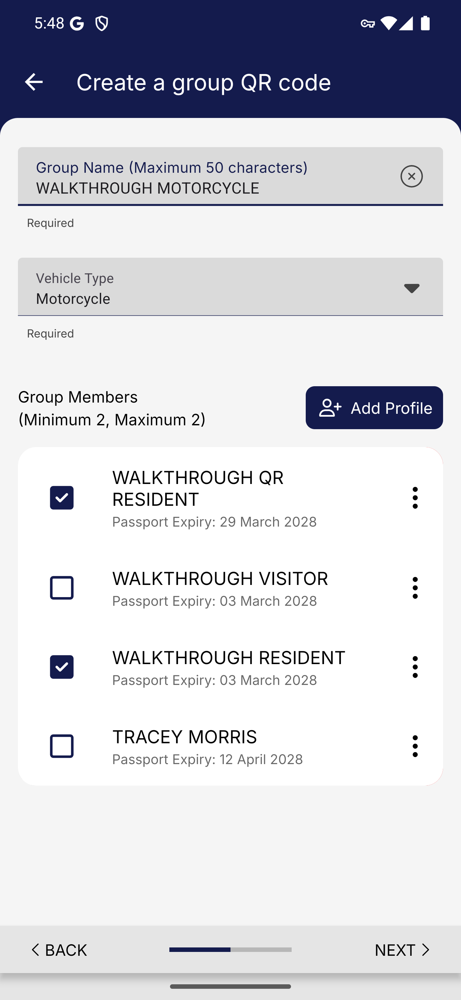 5:48
Create a group QR code
Group Name (Maximum 50 characters)
WALKTHROUGH MOTORCYCLE
Required
Vehicle Type
Motorcycle
Required
Group Members
(Minimum 2, Maximum 2)
Add Profile
WALKTHROUGH QR
RESIDENT
Passport Expiry: 29 March 2028
WALKTHROUGH VISITOR
Passport Expiry: 03 March 2028
WALKTHROUGH RESIDENT
Passport Expiry: 03 March 2028
TRACEY MORRIS
Passport Expiry: 12 April 2028
BACK
NEXT